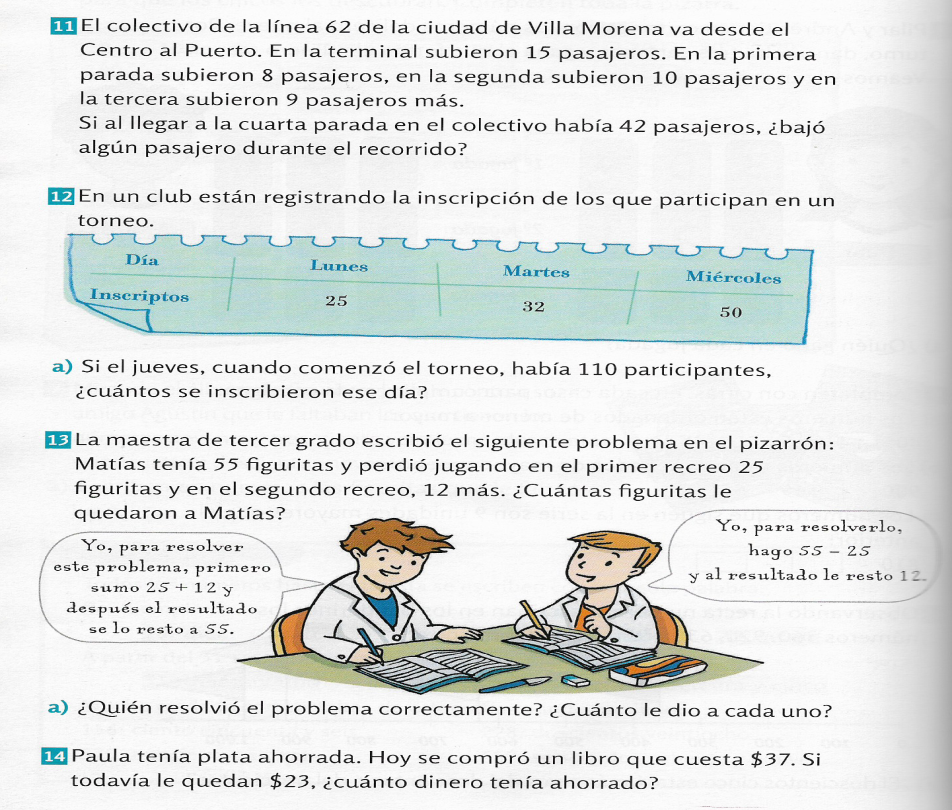 11 El colectivo de la línea 62 de la ciudad de Villa Morena va desde el
Centro al Puerto. En la terminal subieron 15 pasajeros. En la primera
parada subieron 8 pasajeros, en la segunda subieron 10 pasajeros y en
la tercera subieron 9 pasajeros más.
Si al llegar a la cuarta parada en el colectivo había 42 pasajeros, ¿bajó
algún pasajero durante el recorrido?
12 En un club están registrando la inscripción de los que participan en un
torneo.
Día Lunes Martes Miércoles
Inscriptos 25 32 50
a) Si el jueves, cuando comenzó el torneo, había 110 participantes,
¿cuántos se inscribieron ese día?
13 La maestra de tercer grado escribió el siguiente problema en el pizarrón:
Matías tenía 55 figuritas y perdió jugando en el primer recreo 25
figuritas y en el segundo recreo, 12 más. ¿Cuántas figuritas le
quedaron a Matías?
Yo, para resolver
este problema, primero
sumo 25 + 12 y
después el resultado
se lo resto a 55.
Yo, para resolverlo,
hago 55 – 25
y al resultado le resto 12.
a) ¿Quién resolvió el problema correctamente? ¿Cuánto le dio a cada uno?
14 Paula tenía plata ahorrada. Hoy se compró un libro que cuesta $37. Si
todavía le quedan $23, ¿cuánto dinero tenía ahorrado?